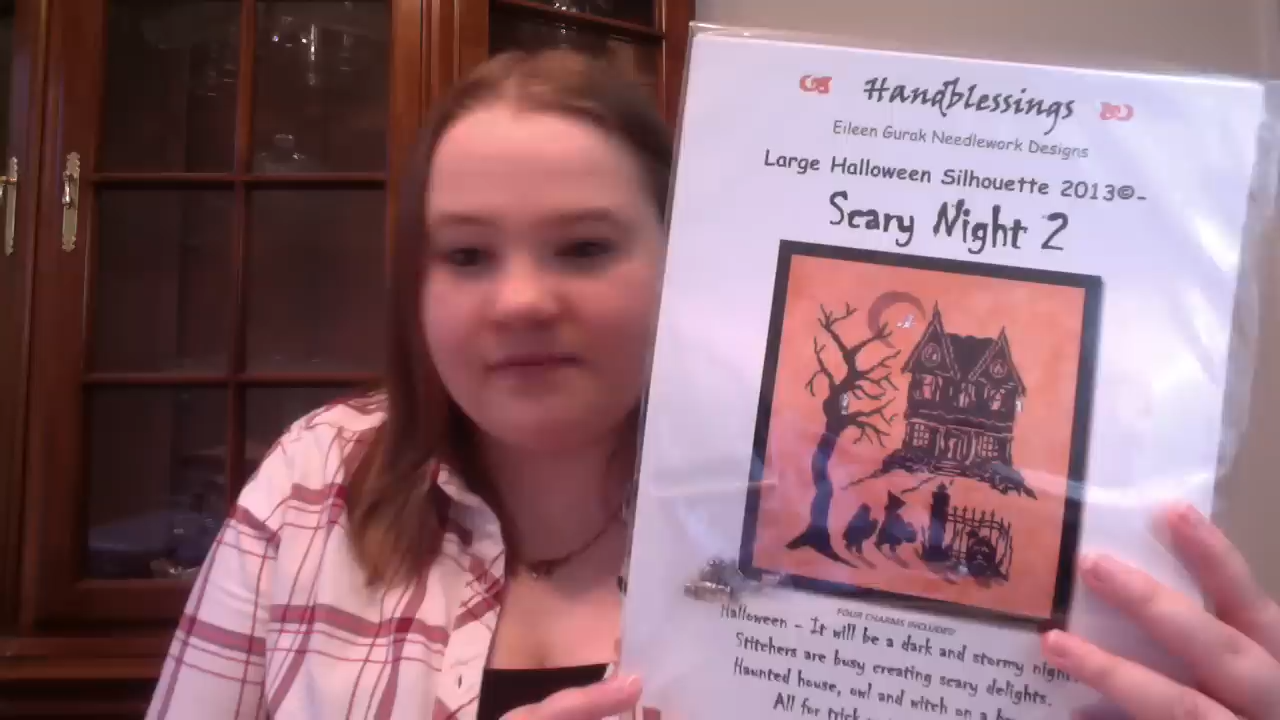 Handblessings
Eileen Gurak Needlework Designs
Large Halloween Silhouette 2013©-
Scary Night 2
FOUR CHARMS INCLUDED
Halloween - It will be a dark and stormy night.
Stitchers are busy creating scary delights.
Haunted house, owl and witch on a
All for trick